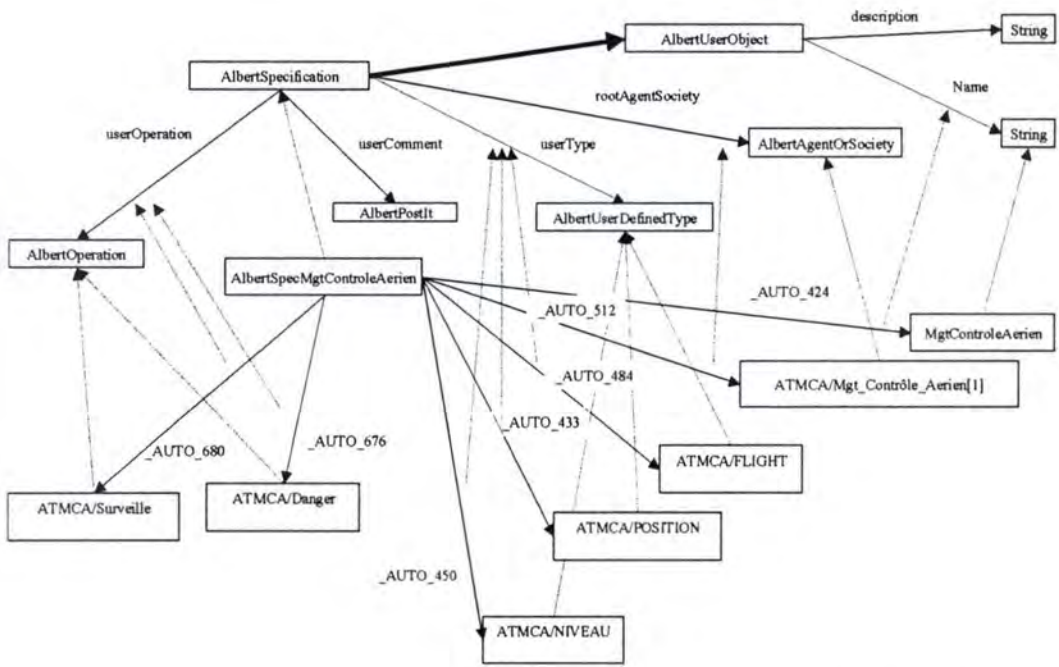 description
String
AlbertUserObject
AlbertSpecification
rootAgentSociety
Name
userOperation
String
userComment
userType
AlbertAgentOrSociety
AlbertPostIt
AlbertUserDefinedType
AlbertOperation
AlbertSpecMgtControleAerien
_AUTO_424
_AUTO_512
MgtControleAerien
_AUTO_484
ATMCA/Mgt_Contrôle_Aerien[1]
_AUTO_433
_AUTO_680
_AUTO_676
ATMCA/FLIGHT
ATMCA/Surveille
ATMCA/Danger
ATMCA/POSITION
_AUTO_450
ATMCA/NIVEAU